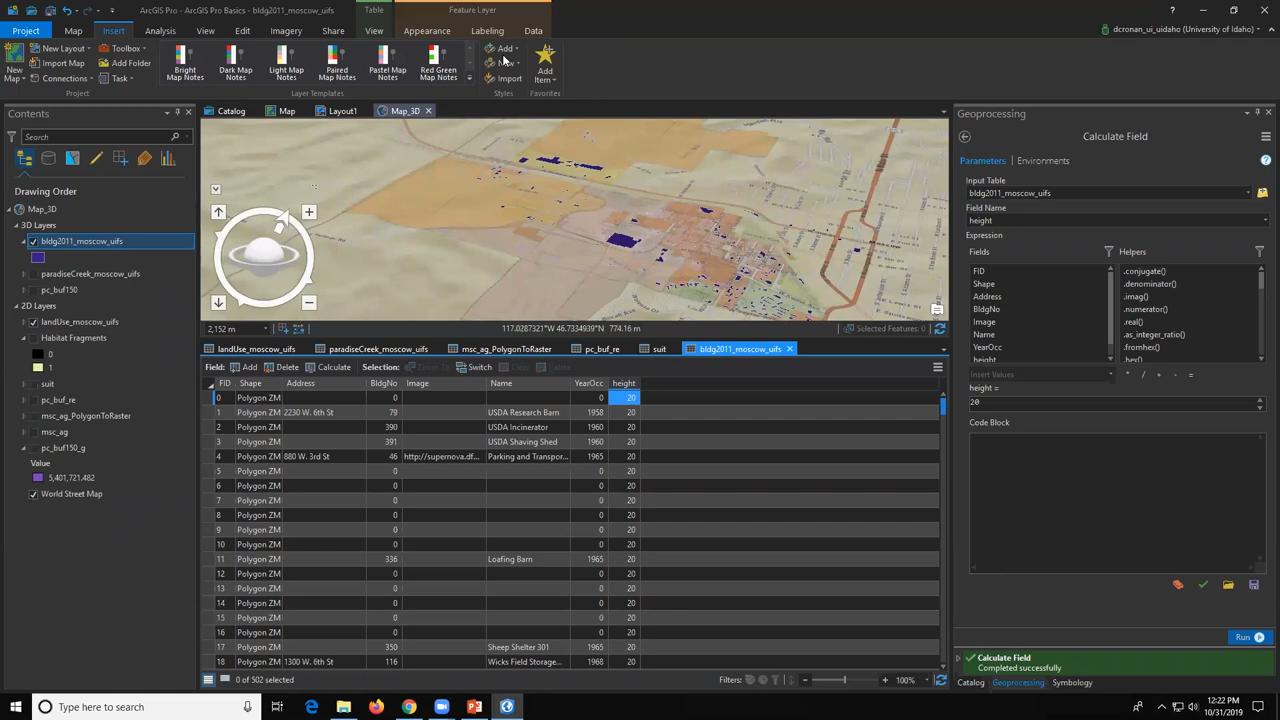 ArcGIS Pro - ArcGIS Pro Basics - bldg2011_moscow_uifs
Table
Feature Layer
?
Project Map Insert Analysis View Edit Imagery Share View Appearance Labeling Data
dcronan_ui_uidaho (University of Idaho)
New Map
New Layout
Import Map
Connections
Toolbox
Add Folder
Task
Project
Bright Map Notes
Dark Map Notes
Light Map Notes
Paired Map Notes
Pastel Map Notes
Red Green Map Notes
Layer Templates
Add
New
Import
Styles
Add Item
Favorites
Contents
Search
Drawing Order
Map_3D
3D Layers
bldg2011_moscow_uifs
paradiseCreek_moscow_uifs
pc_buf150
2D Layers
landUse_moscow_uifs
Habitat Fragments
0
1
suit
pc_buf_re
msc_ag_PolygonToRaster
msc_ag
pc_buf150_g
Value
5,401,721.482
World Street Map
Catalog Map Layout1 Map_3D
2,152 m
117.0287321°W 46.7334939°N 774.16 m
Selected Features: 0
landUse_moscow_uifs paradiseCreek_moscow_uifs msc_ag_PolygonToRaster pc_buf_re suit bldg2011_moscow_uifs
Field: Add Delete Calculate Selection: Switch
FID Shape Address BldgNo Image Name YearOcc height
0 Polygon ZM 0 0 20
1 Polygon ZM 2230 W. 6th St 79 USDA Research Barn 1958 20
2 Polygon ZM 390 USDA Incinerator 1960 20
3 Polygon ZM 391 USDA Shaving Shed 1960 20
4 Polygon ZM 880 W. 3rd St 46 http://supernova.df... Parking and Transpor... 1965 20
5 Polygon ZM 0 0 20
6 Polygon ZM 0 0 20
7 Polygon ZM 0 0 20
8 Polygon ZM 0 0 20
9 Polygon ZM 0 0 20
10 Polygon ZM 0 0 20
11 Polygon ZM 336 Loafing Barn 1965 20
12 Polygon ZM 0 0 20
13 Polygon ZM 0 0 20
14 Polygon ZM 0 0 20
15 Polygon ZM 0 0 20
16 Polygon ZM 0 0 20
17 Polygon ZM 350 Sheep Shelter 301 1965 20
18 Polygon ZM 1300 W. 6th St 116 Wicks Field Storage... 1968 20
0 of 502 selected
Filters:
100%
Geoprocessing
Calculate Field
Parameters Environments
Input Table
bldg2011_moscow_uifs
Field Name
height
Expression
Fields Helpers
FID
Shape
Address
BldgNo
Image
Name
YearOcc
height
.conjugate()
.denominator()
.imag()
.numerator()
.real()
.as_integer_ratio()
.fromhex()
.hex()
Insert Values
* / + - =
height =
20
Code Block
Run
Calculate Field
Completed successfully
Catalog Geoprocessing Symbology
Type here to search
12:22 PM
10/31/2019